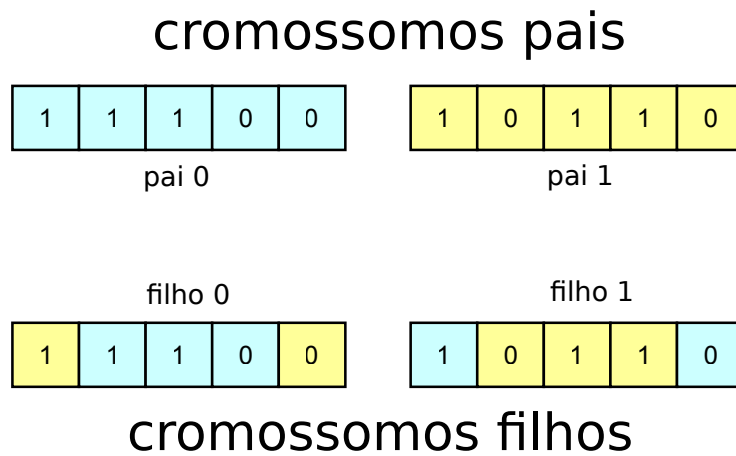 cromossomos pais
1 1 1 0 0
1 0 1 1 0
pai 0
pai 1
filho 0
filho 1
1 1 1 0 0
1 0 1 1 0
cromossomos filhos